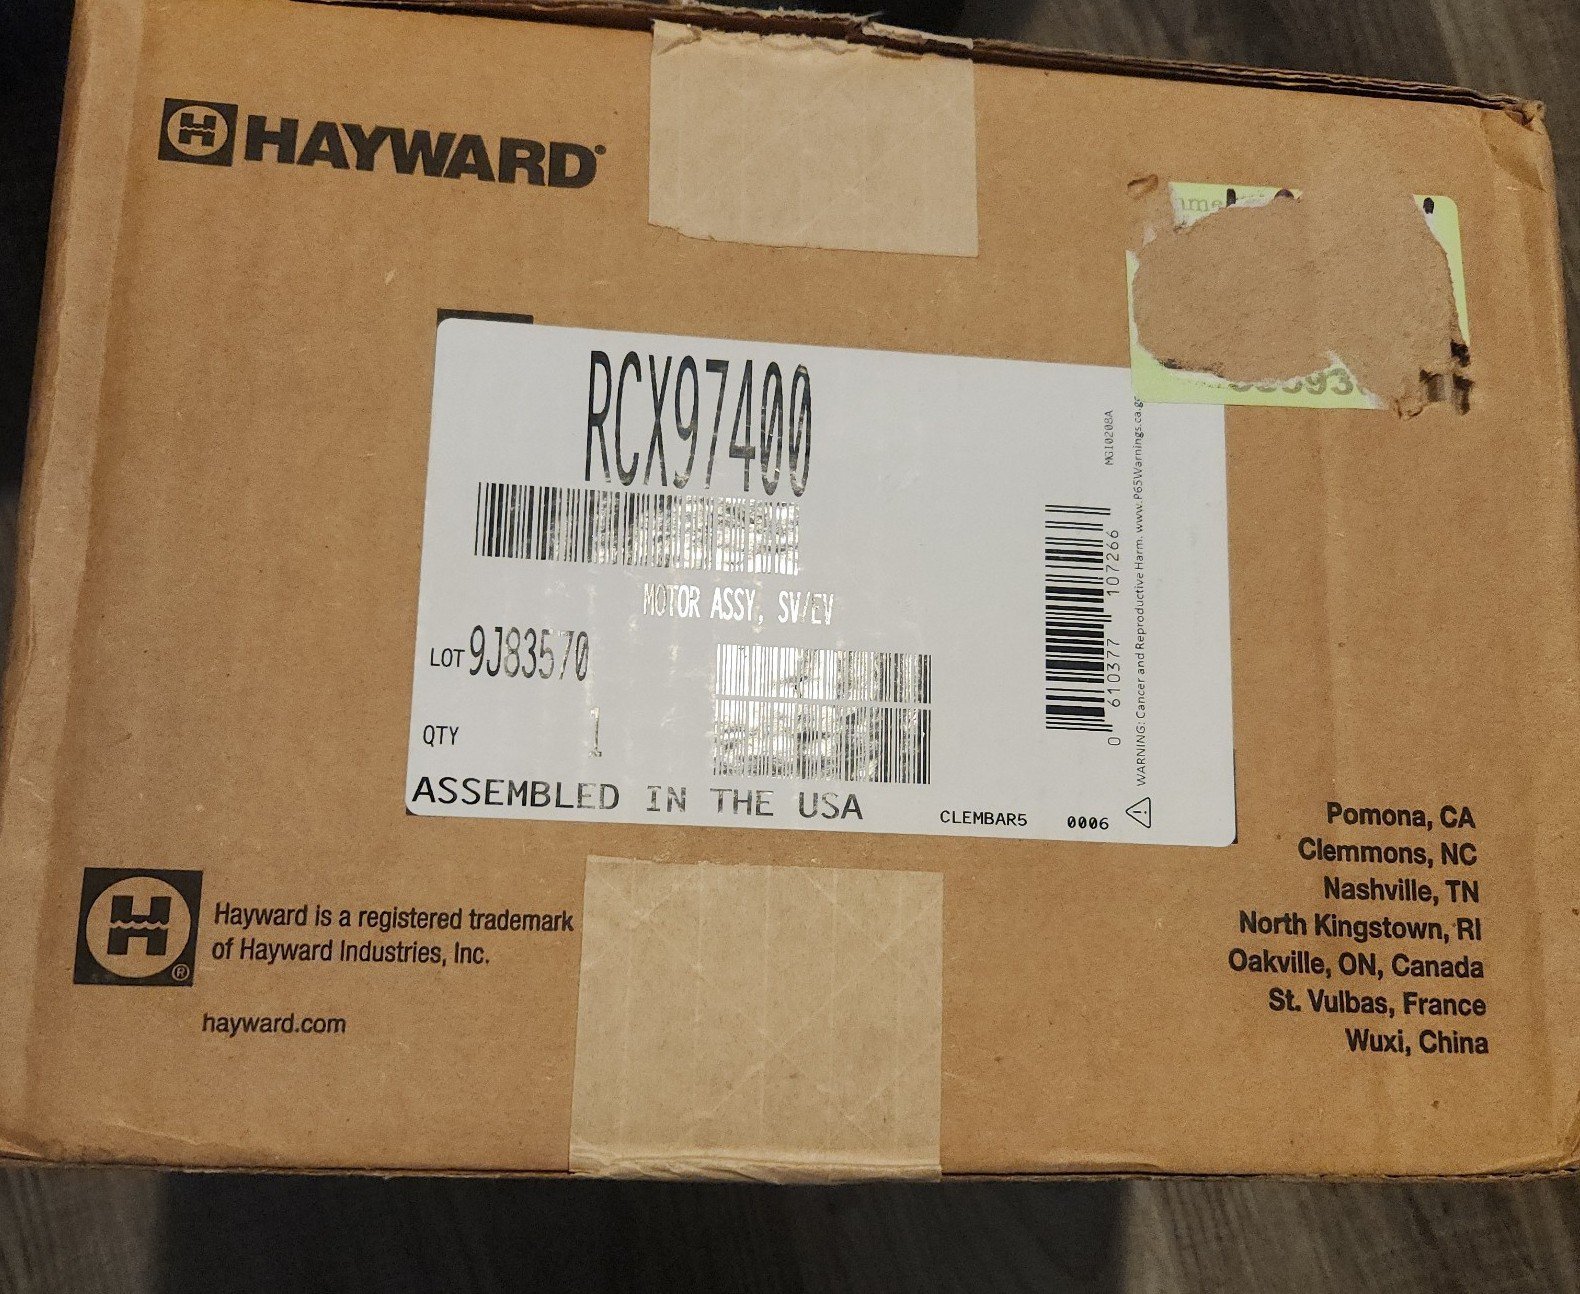 HAYWARD
RCX97400
MOTOR ASSY, SV/EV
LOT 9J83570
QTY 1
ASSEMBLED IN THE USA
CLEMBAR5 0006
MG10208A
0 610377 107266
WARNING: Cancer and Reproductive Harm. www.P65Warnings.ca.g
H
Hayward is a registered trademark
of Hayward Industries, Inc.
hayward.com
Pomona, CA
Clemmons, NC
Nashville, TN
North Kingstown, RI
Oakville, ON, Canada
St. Vulbas, France
Wuxi, China